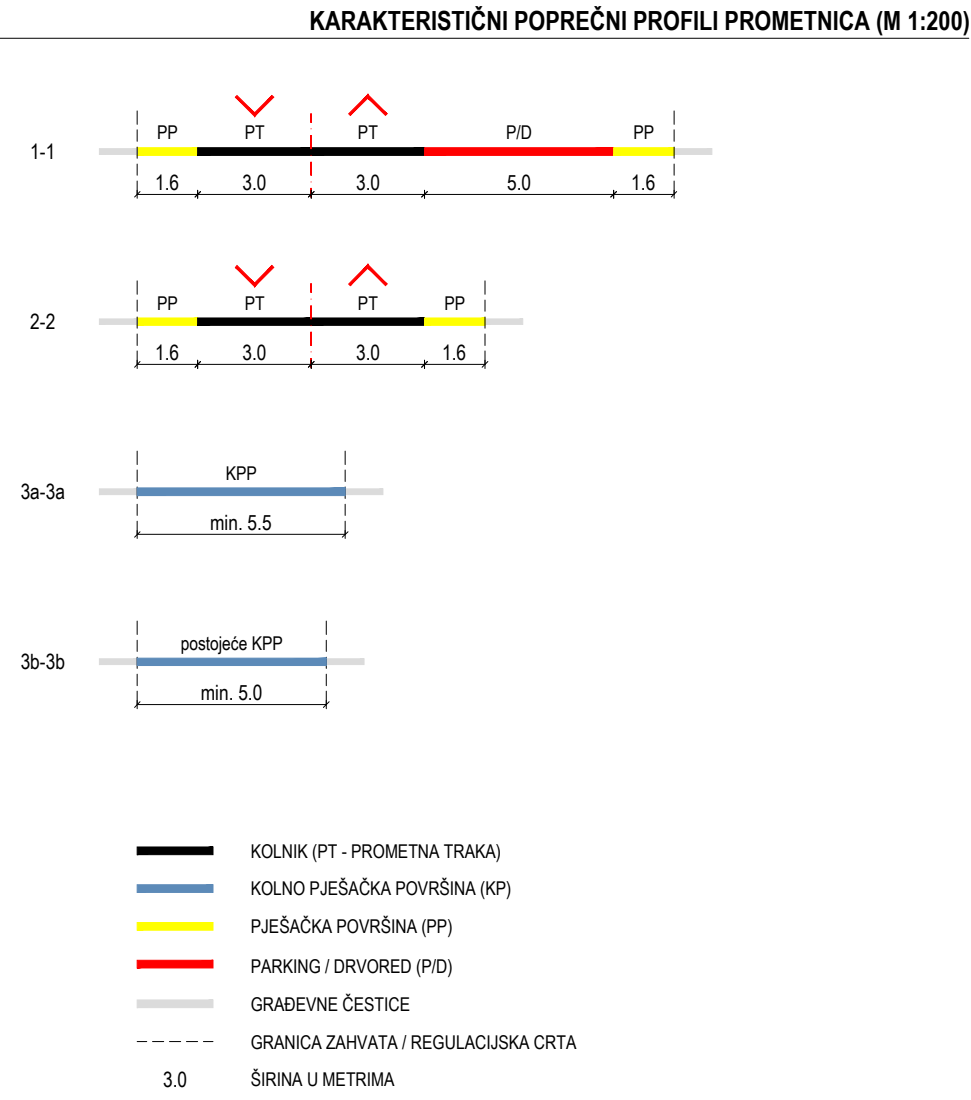 KARAKTERISTIČNI POPREČNI PROFILI PROMETNICA (M 1:200)
PP PT PT P/D PP
1-1
1.6 3.0 3.0 5.0 1.6
PP PT PT PP
2-2
1.6 3.0 3.0 1.6
KPP
3a-3a
min. 5.5
postojeće KPP
3b-3b
min. 5.0
KOLNIK (PT - PROMETNA TRAKA)
KOLNO PJEŠAČKA POVRŠINA (KP)
PJEŠAČKA POVRŠINA (PP)
PARKING / DRVORED (P/D)
GRAĐEVNE ČESTICE
GRANICA ZAHVATA / REGULACIJSKA CRTA
3.0 ŠIRINA U METRIMA